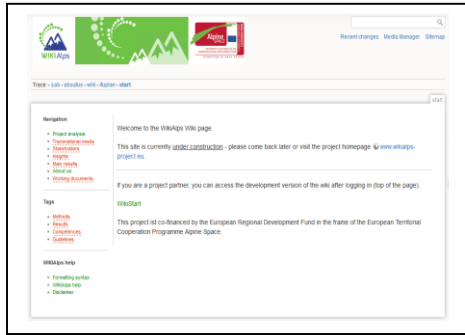 WIKIAlps
Alpine
SPACE
Recent changes Media Manager Sitemap
Trace: • sab • absulus • wiki • iluplan • start
start
Navigation
Project analysis
Transnational needs
Stakeholders
Insights
Main results
About us
Working documents
Tags
Methods
Results
Competences
Guidelines
WIKIAlps help
Formatting syntax
WIKIAlps help
Disclaimer
Welcome to the WikiAlps Wiki page.
This site is currently under construction - please come back later or visit the project homepage www.wikialps-
project.eu.
If you are a project partner, you can access the development version of the wiki after logging in (top of the page).
WikiStart
This project ist co-financed by the European Regional Development Fund in the frame of the European Territorial
Cooperation Programme Alpine Space.